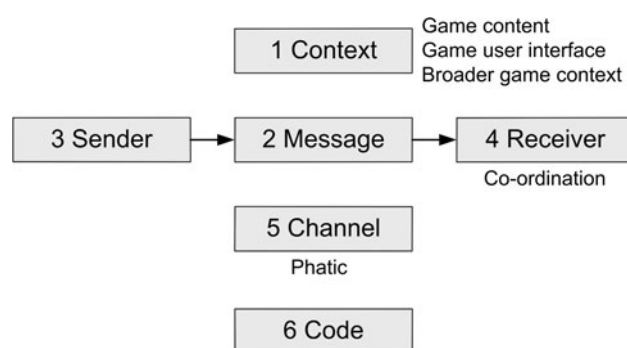 1 Context
Game content
Game user interface
Broader game context
3 Sender
2 Message
4 Receiver
Co-ordination
5 Channel
Phatic
6 Code